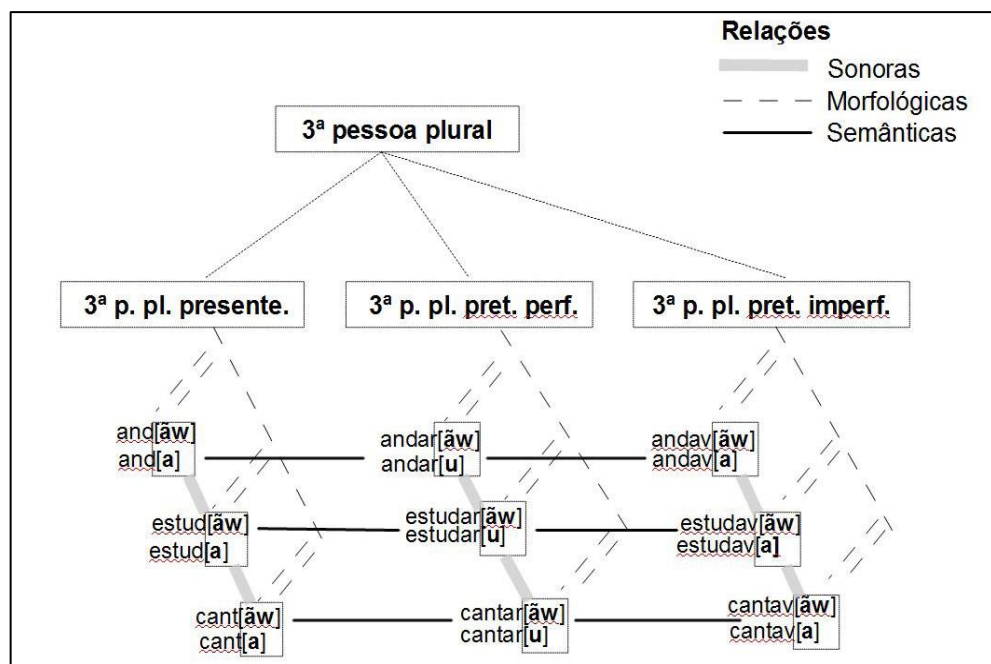 Relações
Sonoras
Morfológicas
Semânticas
3ª pessoa plural
3ª p. pl. presente.
3ª p. pl. pret. perf.
3ª p. pl. pret. imperf.
and[ãw]
and[a]
andar[ãw]
andar[u]
andav[ãw]
andav[a]
estud[ãw]
estud[a]
estudar[ãw]
estudar[u]
estudav[ãw]
estudav[a]
cant[ãw]
cant[a]
cantar[ãw]
cantar[u]
cantav[ãw]
cantav[a]